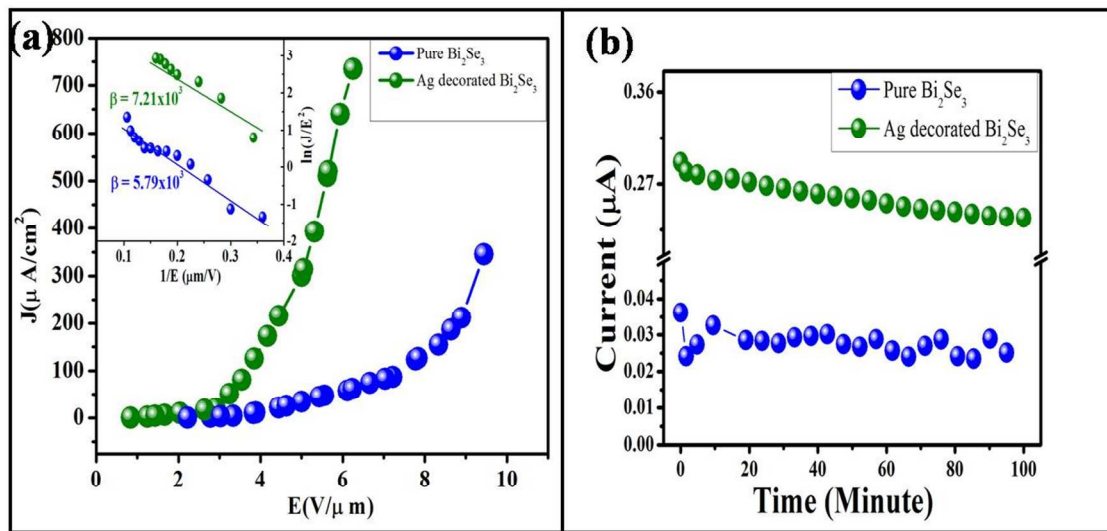 (a)
800
700
600
500
400
300
200
100
0
J(μ A/cm²)
0 2 4 6 8 10
E(V/μ m)
Pure Bi₂Se₃
Ag decorated Bi₂Se₃
β = 7.21x10³
β = 5.79x10³
3
2
1
0
-1
-2
ln(J/E²)
0.1 0.2 0.3 0.4
1/E (μm/V)
(b)
Pure Bi₂Se₃
Ag decorated Bi₂Se₃
0.36
0.27
0.04
0.03
0.02
0.01
0.00
Current (μA)
0 20 40 60 80 100
Time (Minute)